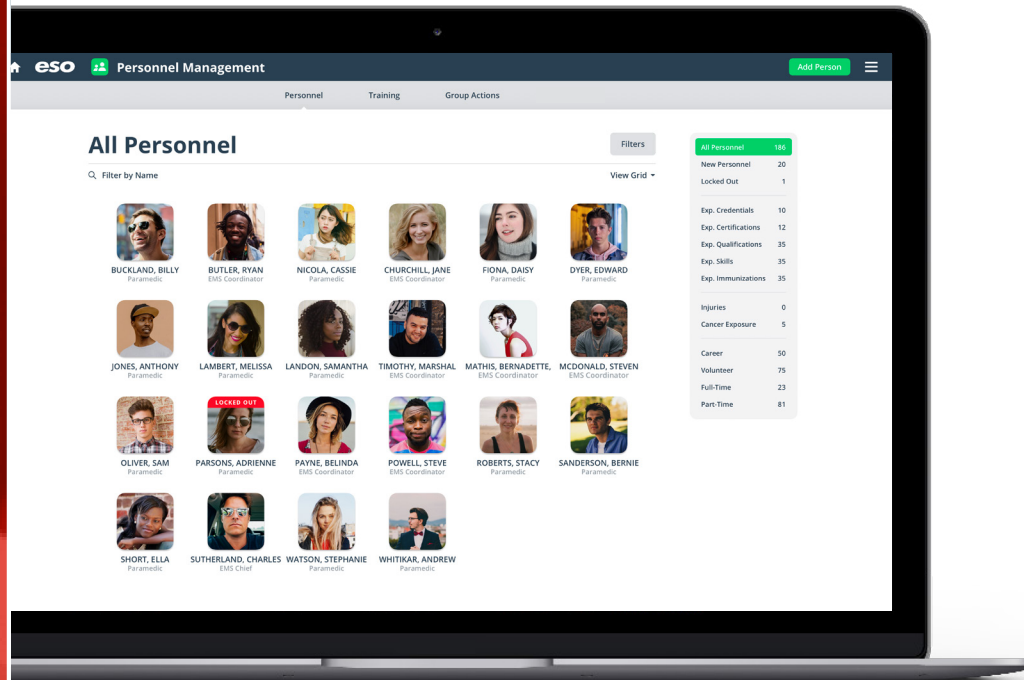 eso Personnel Management Add Person
Personnel Training Group Actions
All Personnel Filters
Filter by Name View Grid
BUCKLAND, BILLY BUTLER, RYAN NICOLA, CASSIE CHURCHILL, JANE FIONA, DAISY DYER, EDWARD
Paramedic EMS Coordinator Paramedic EMS Coordinator Paramedic Paramedic
JONES, ANTHONY LAMBERT, MELISSA LANDON, SAMANTHA TIMOTHY, MARSHAL MATHIS, BERNADETTE, MCDONALD, STEVEN
Paramedic Paramedic Paramedic EMS Coordinator EMS Coordinator EMS Coordinator
LOCKED OUT
OLIVER, SAM PARSONS, ADRIENNE PAYNE, BELINDA POWELL, STEVE ROBERTS, STACY SANDERSON, BERNIE
Paramedic Paramedic EMS Coordinator EMS Coordinator Paramedic Paramedic
SHORT, ELLA SUTHERLAND, CHARLES WATSON, STEPHANIE WHITIKAR, ANDREW
Paramedic EMS Chief Paramedic Paramedic
All Personnel 186
New Personnel 20
Locked Out 1
Exp. Credentials 10
Exp. Certifications 12
Exp. Qualifications 35
Exp. Skills 35
Exp. Immunizations 35
Injuries 0
Cancer Exposure 5
Career 50
Volunteer 75
Full-Time 23
Part-Time 81